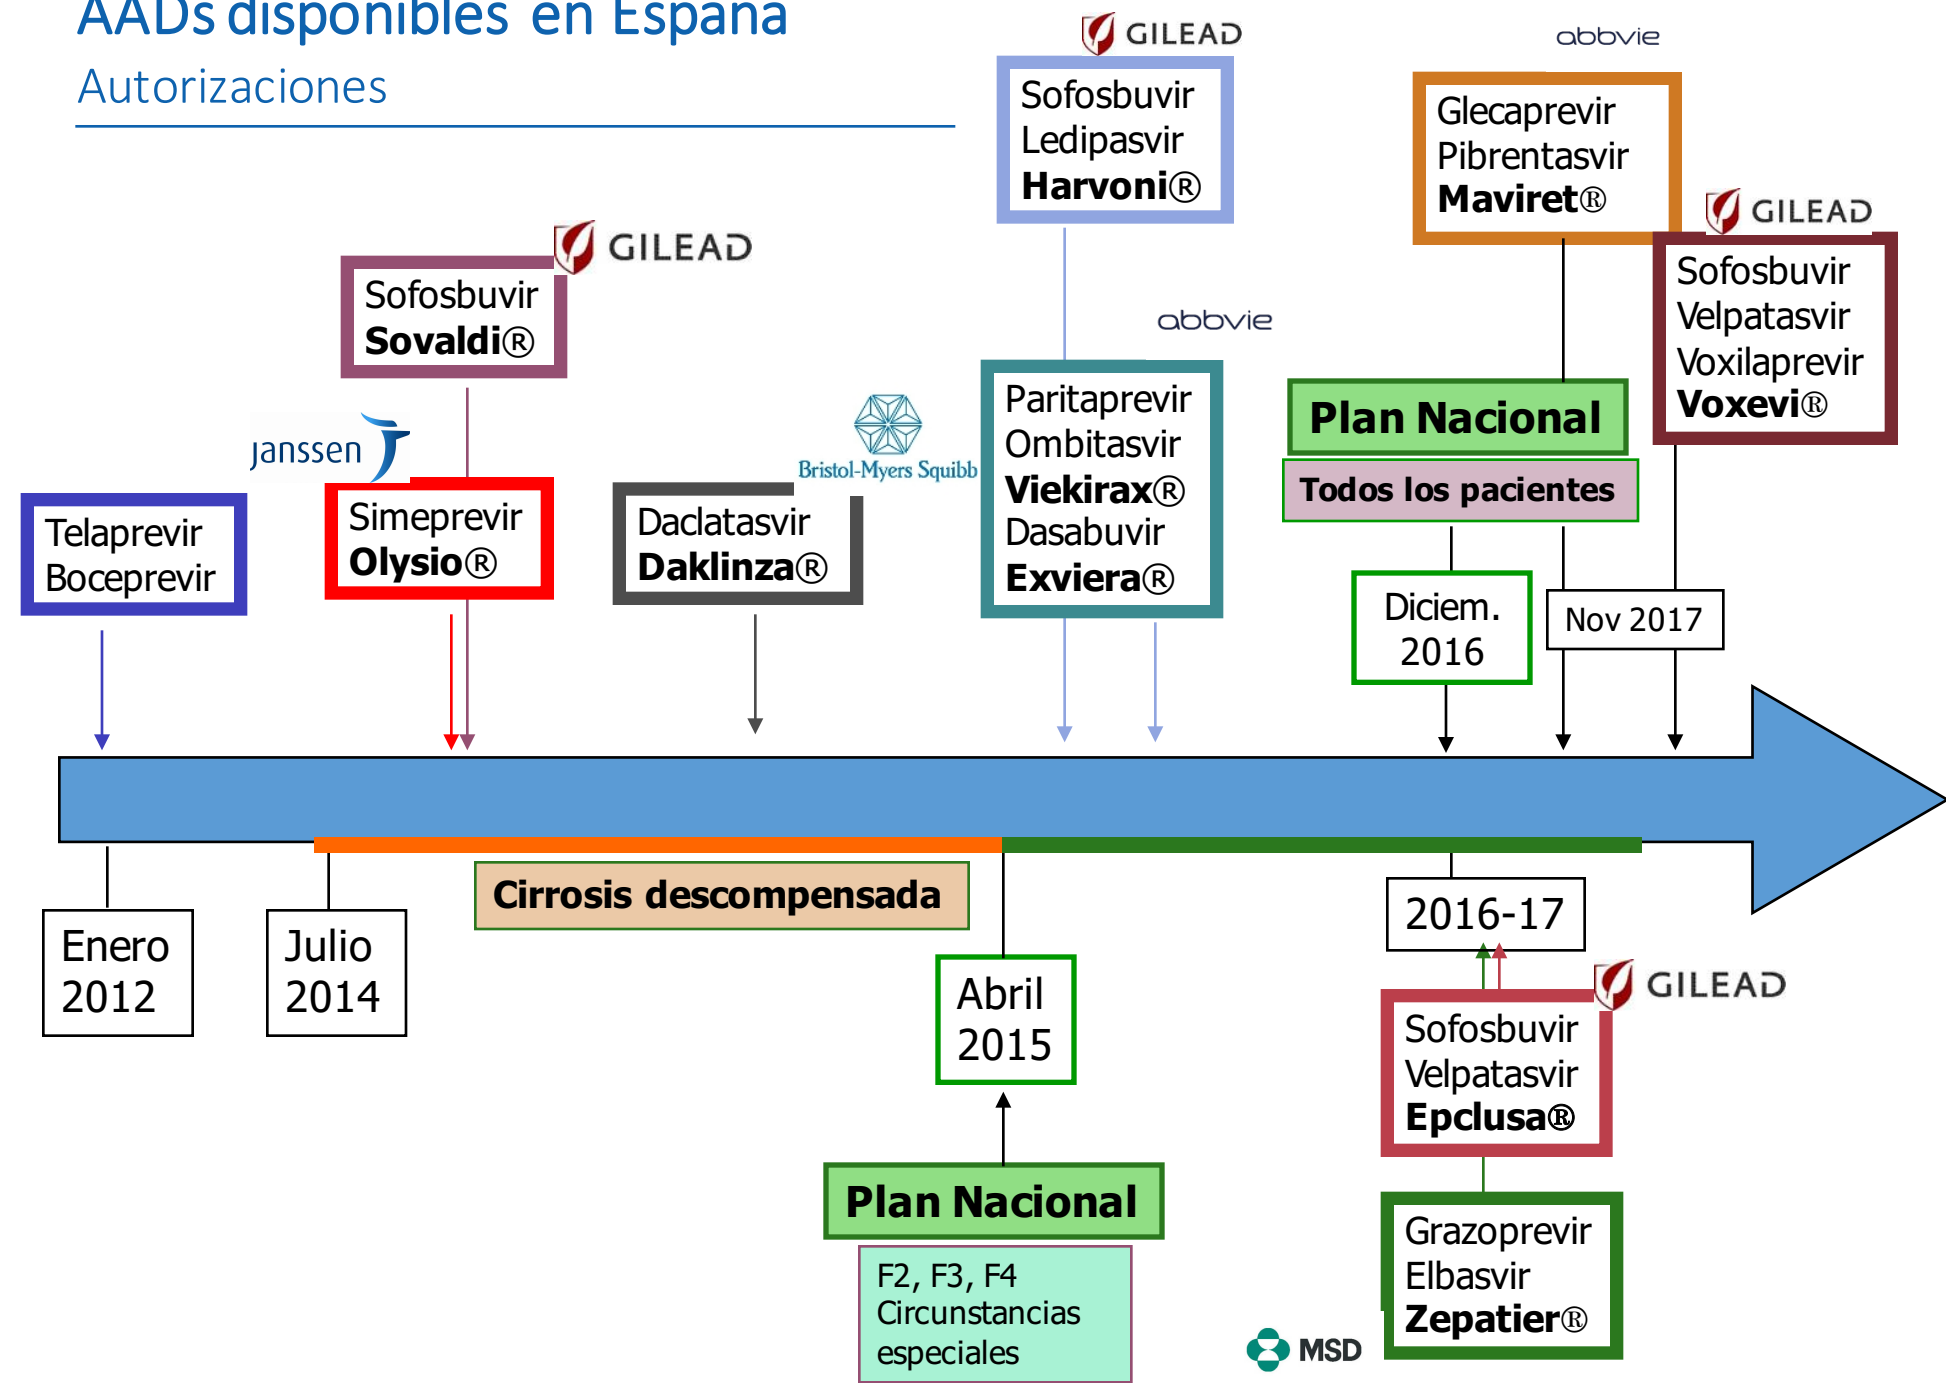 AADs disponibles en España
Autorizaciones
GILEAD
Sofosbuvir
Ledipasvir
Harvoni®
abbvie
Glecaprevir
Pibrentasvir
Maviret®
GILEAD
Sofosbuvir
Velpatasvir
Voxilaprevir
Voxevi®
GILEAD
Sofosbuvir
Sovaldi®
abbvie
Paritaprevir
Ombitasvir
Viekirax®
Dasabuvir
Exviera®
Plan Nacional
Todos los pacientes
janssen
Simeprevir
Olysio®
Bristol-Myers Squibb
Daclatasvir
Daklinza®
Telaprevir
Boceprevir
Diciem.
2016
Nov 2017
Cirrosis descompensada
Enero
2012
Julio
2014
Abril
2015
2016-17
GILEAD
Sofosbuvir
Velpatasvir
Epclusa®
Plan Nacional
F2, F3, F4
Circunstancias
especiales
Grazoprevir
Elbasvir
Zepatier®
MSD